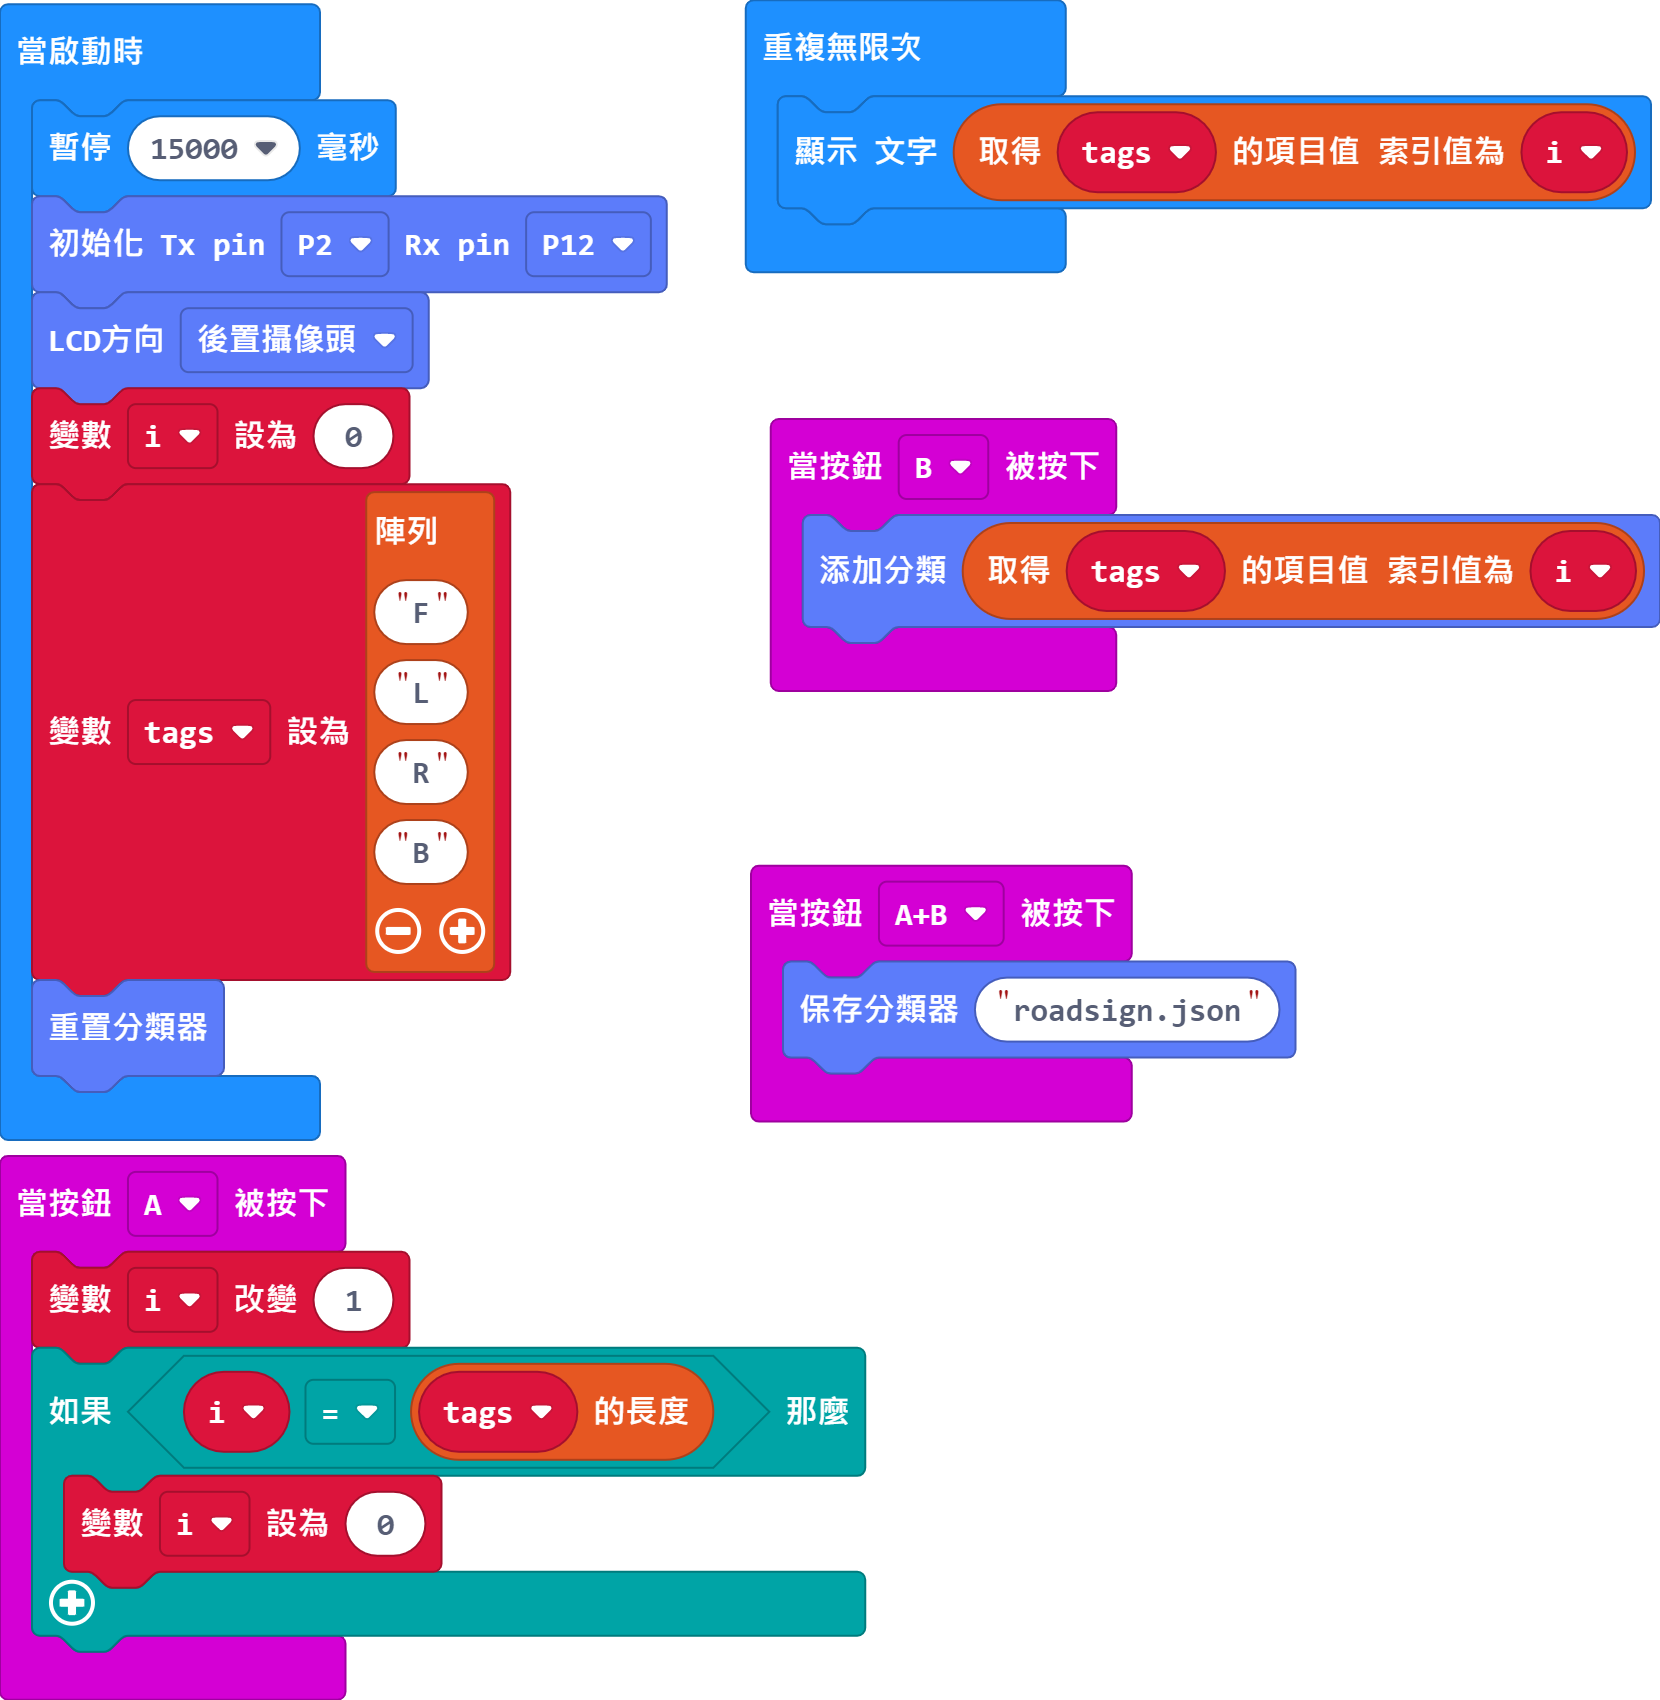 當啟動時
暫停 15000 毫秒
初始化 Tx pin P2 Rx pin P12
LCD方向 後置攝像頭
變數 i 設為 0
變數 tags 設為 陣列
"F"
"L"
"R"
"B"
重置分類器
當按鈕 A 被按下
變數 i 改變 1
如果 i = tags 的長度 那麼
變數 i 設為 0
重複無限次
顯示 文字 取得 tags 的項目值 索引值為 i
當按鈕 B 被按下
添加分類 取得 tags 的項目值 索引值為 i
當按鈕 A+B 被按下
保存分類器 "roadsign.json"